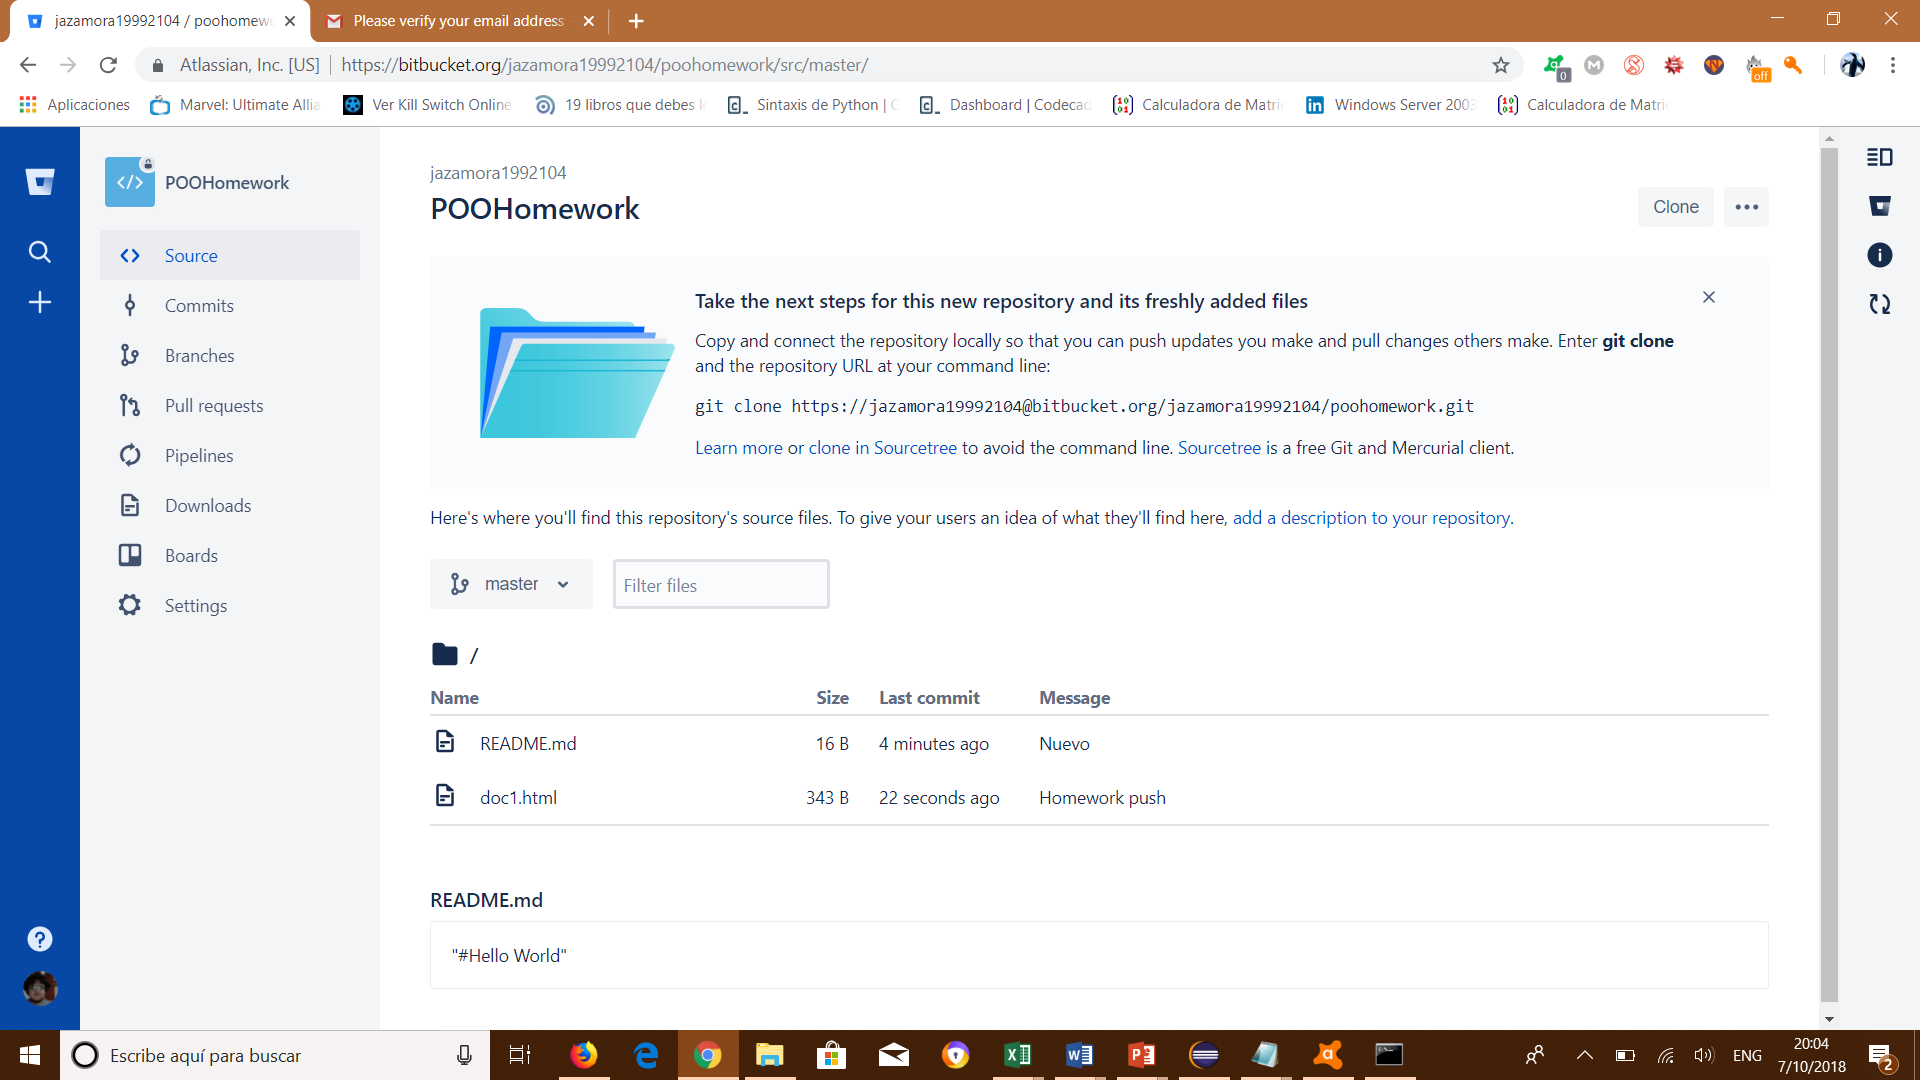 jazamora19992104 / poohomew
Please verify your email address
Atlassian, Inc. [US] | https://bitbucket.org/jazamora19992104/poohomework/src/master/
0
off
Aplicaciones
Marvel: Ultimate Allia
Ver Kill Switch Online
19 libros que debes l
Sintaxis de Python | C
Dashboard | Codecad
Calculadora de Matri
Windows Server 2003
Calculadora de Matri
POOHomework
Source
Commits
Branches
Pull requests
Pipelines
Downloads
Boards
Settings
jazamora19992104
POOHomework
Clone
Take the next steps for this new repository and its freshly added files
Copy and connect the repository locally so that you can push updates you make and pull changes others make. Enter git clone
and the repository URL at your command line:
git clone https://jazamora19992104@bitbucket.org/jazamora19992104/poohomework.git
Learn more or clone in Sourcetree to avoid the command line. Sourcetree is a free Git and Mercurial client.
Here's where you'll find this repository's source files. To give your users an idea of what they'll find here, add a description to your repository.
master
Filter files
/
Name Size Last commit Message
README.md 16 B 4 minutes ago Nuevo
doc1.html 343 B 22 seconds ago Homework push
README.md
"#Hello World"
Escribe aquí para buscar
ENG
20:04
7/10/2018
2